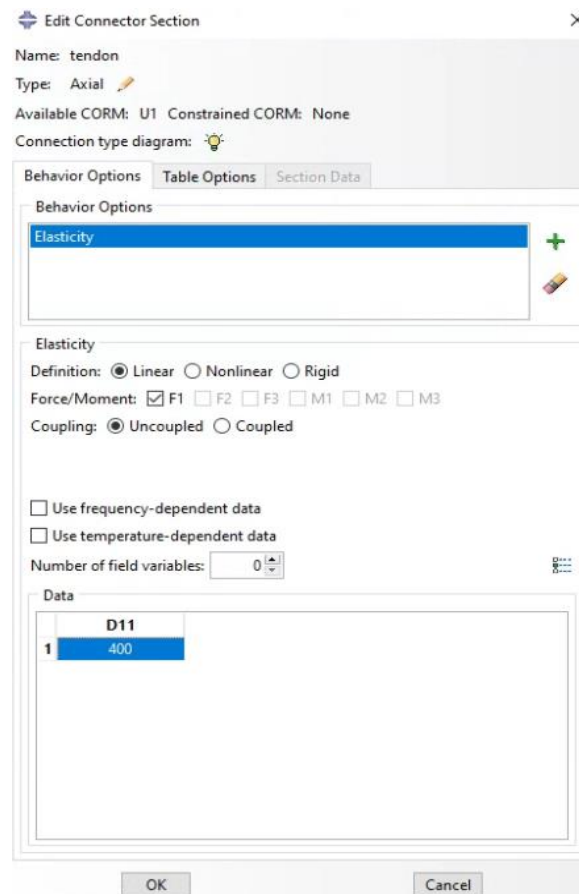 Edit Connector Section
Name: tendon
Type: Axial
Available CORM: U1 Constrained CORM: None
Connection type diagram:
Behavior Options Table Options Section Data
Behavior Options
Elasticity
Elasticity
Definition: Linear Nonlinear Rigid
Force/Moment: F1 F2 F3 M1 M2 M3
Coupling: Uncoupled Coupled
Use frequency-dependent data
Use temperature-dependent data
Number of field variables: 0
Data
D11
1 400
OK Cancel